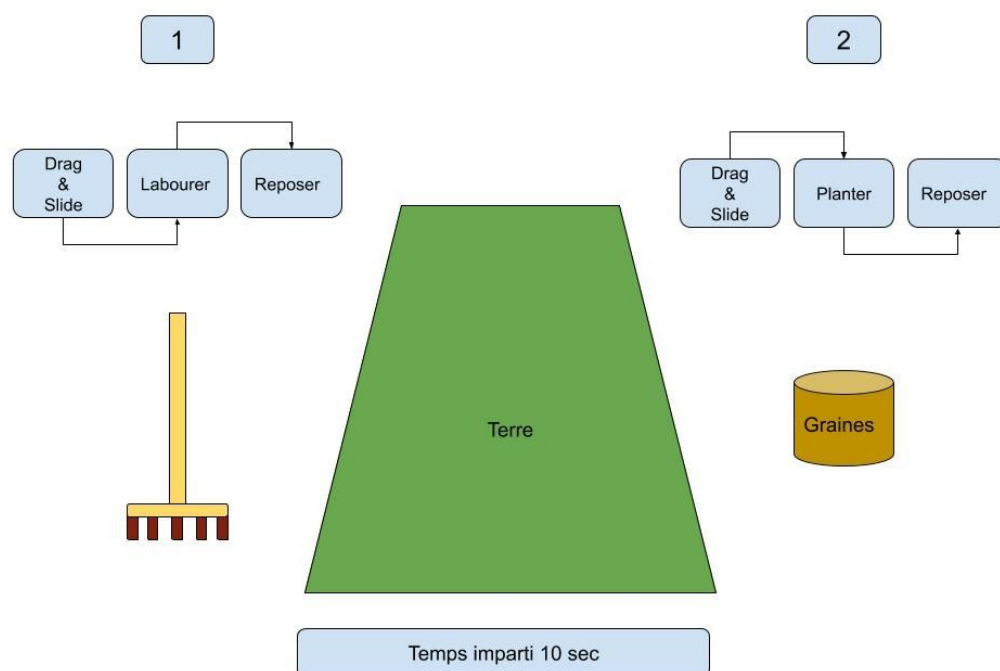 1
2
Drag
&
Slide
Labourer
Reposer
Drag
&
Slide
Planter
Reposer
Terre
Graines
Temps imparti 10 sec